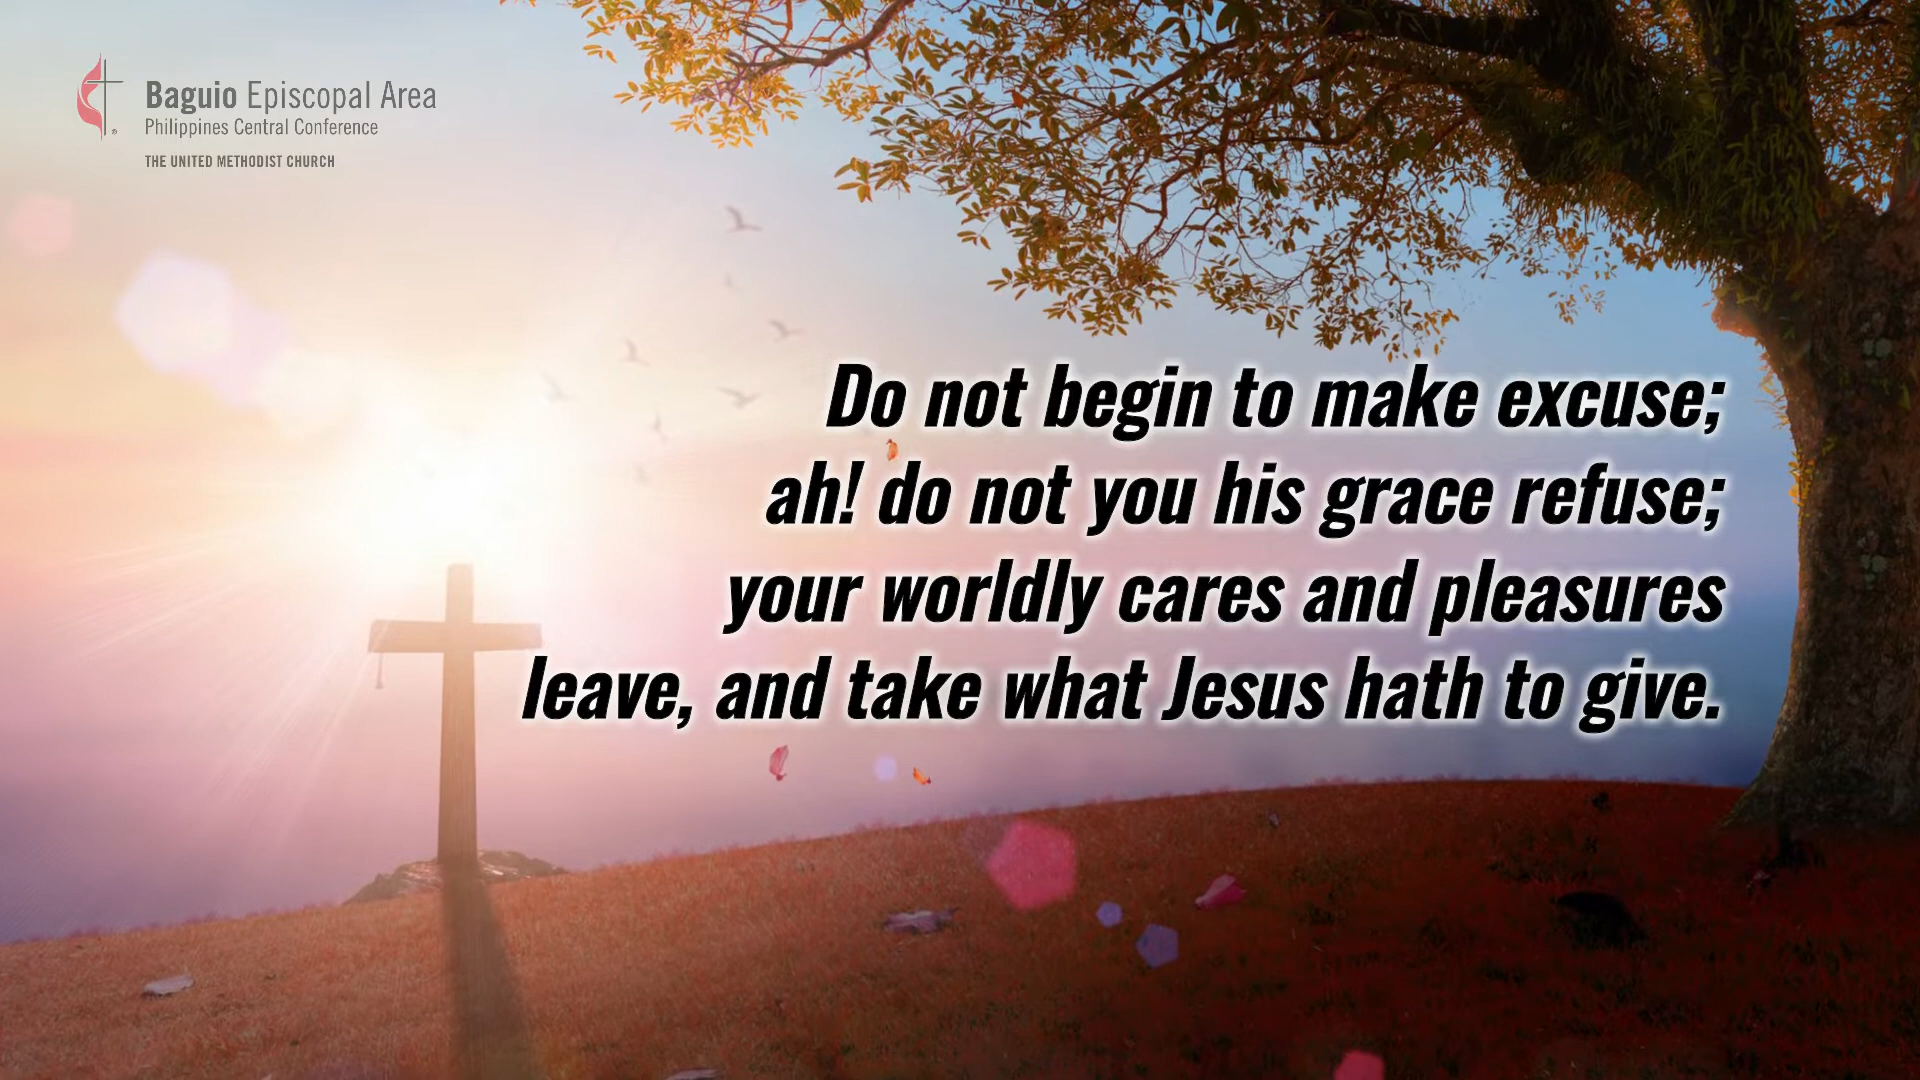 Baguio Episcopal Area
Philippines Central Conference
THE UNITED METHODIST CHURCH
Do not begin to make excuse;
ah! do not you his grace refuse;
your worldly cares and pleasures
leave, and take what Jesus hath to give.